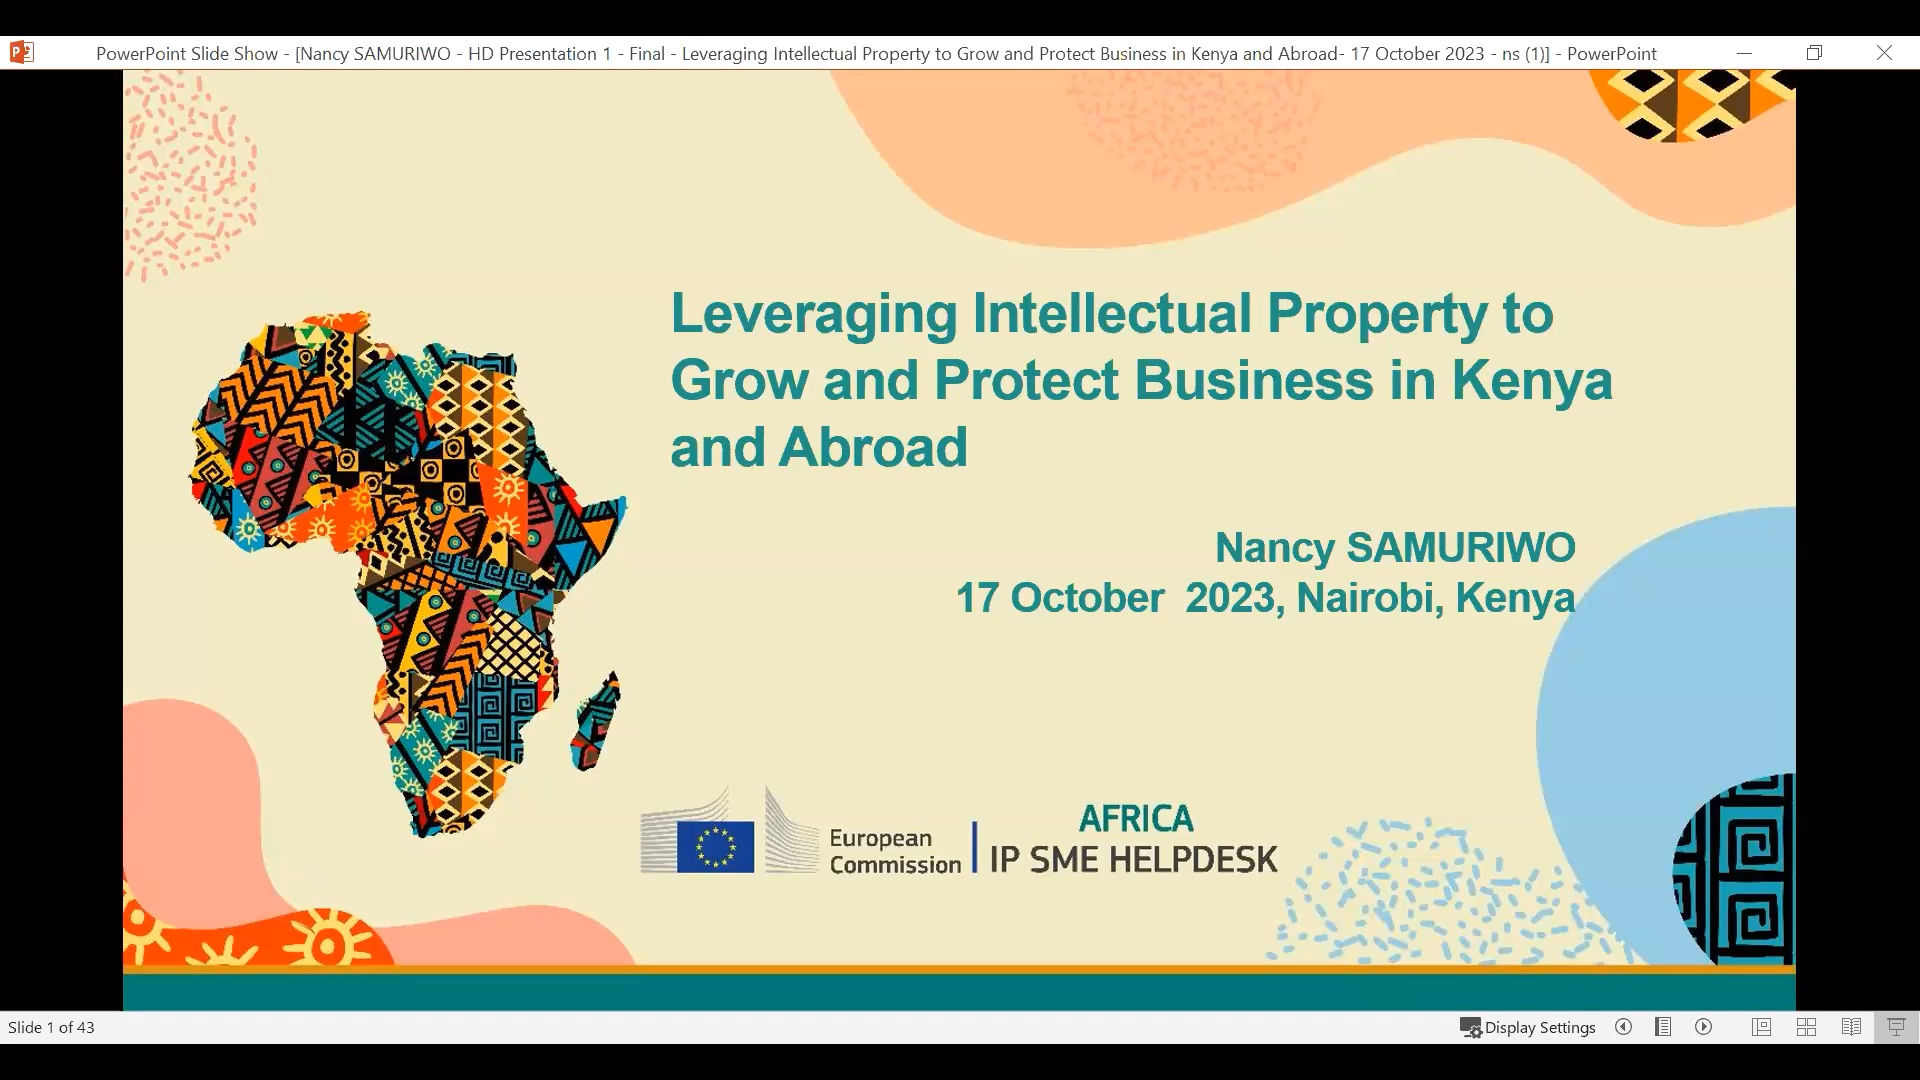 PowerPoint Slide Show - [Nancy SAMURIWO - HD Presentation 1 - Final - Leveraging Intellectual Property to Grow and Protect Business in Kenya and Abroad- 17 October 2023 - ns (1)] - PowerPoint
Leveraging Intellectual Property to
Grow and Protect Business in Kenya
and Abroad
Nancy SAMURIWO
17 October 2023, Nairobi, Kenya
European
Commission
AFRICA
IP SME HELPDESK
Slide 1 of 43
Display Settings